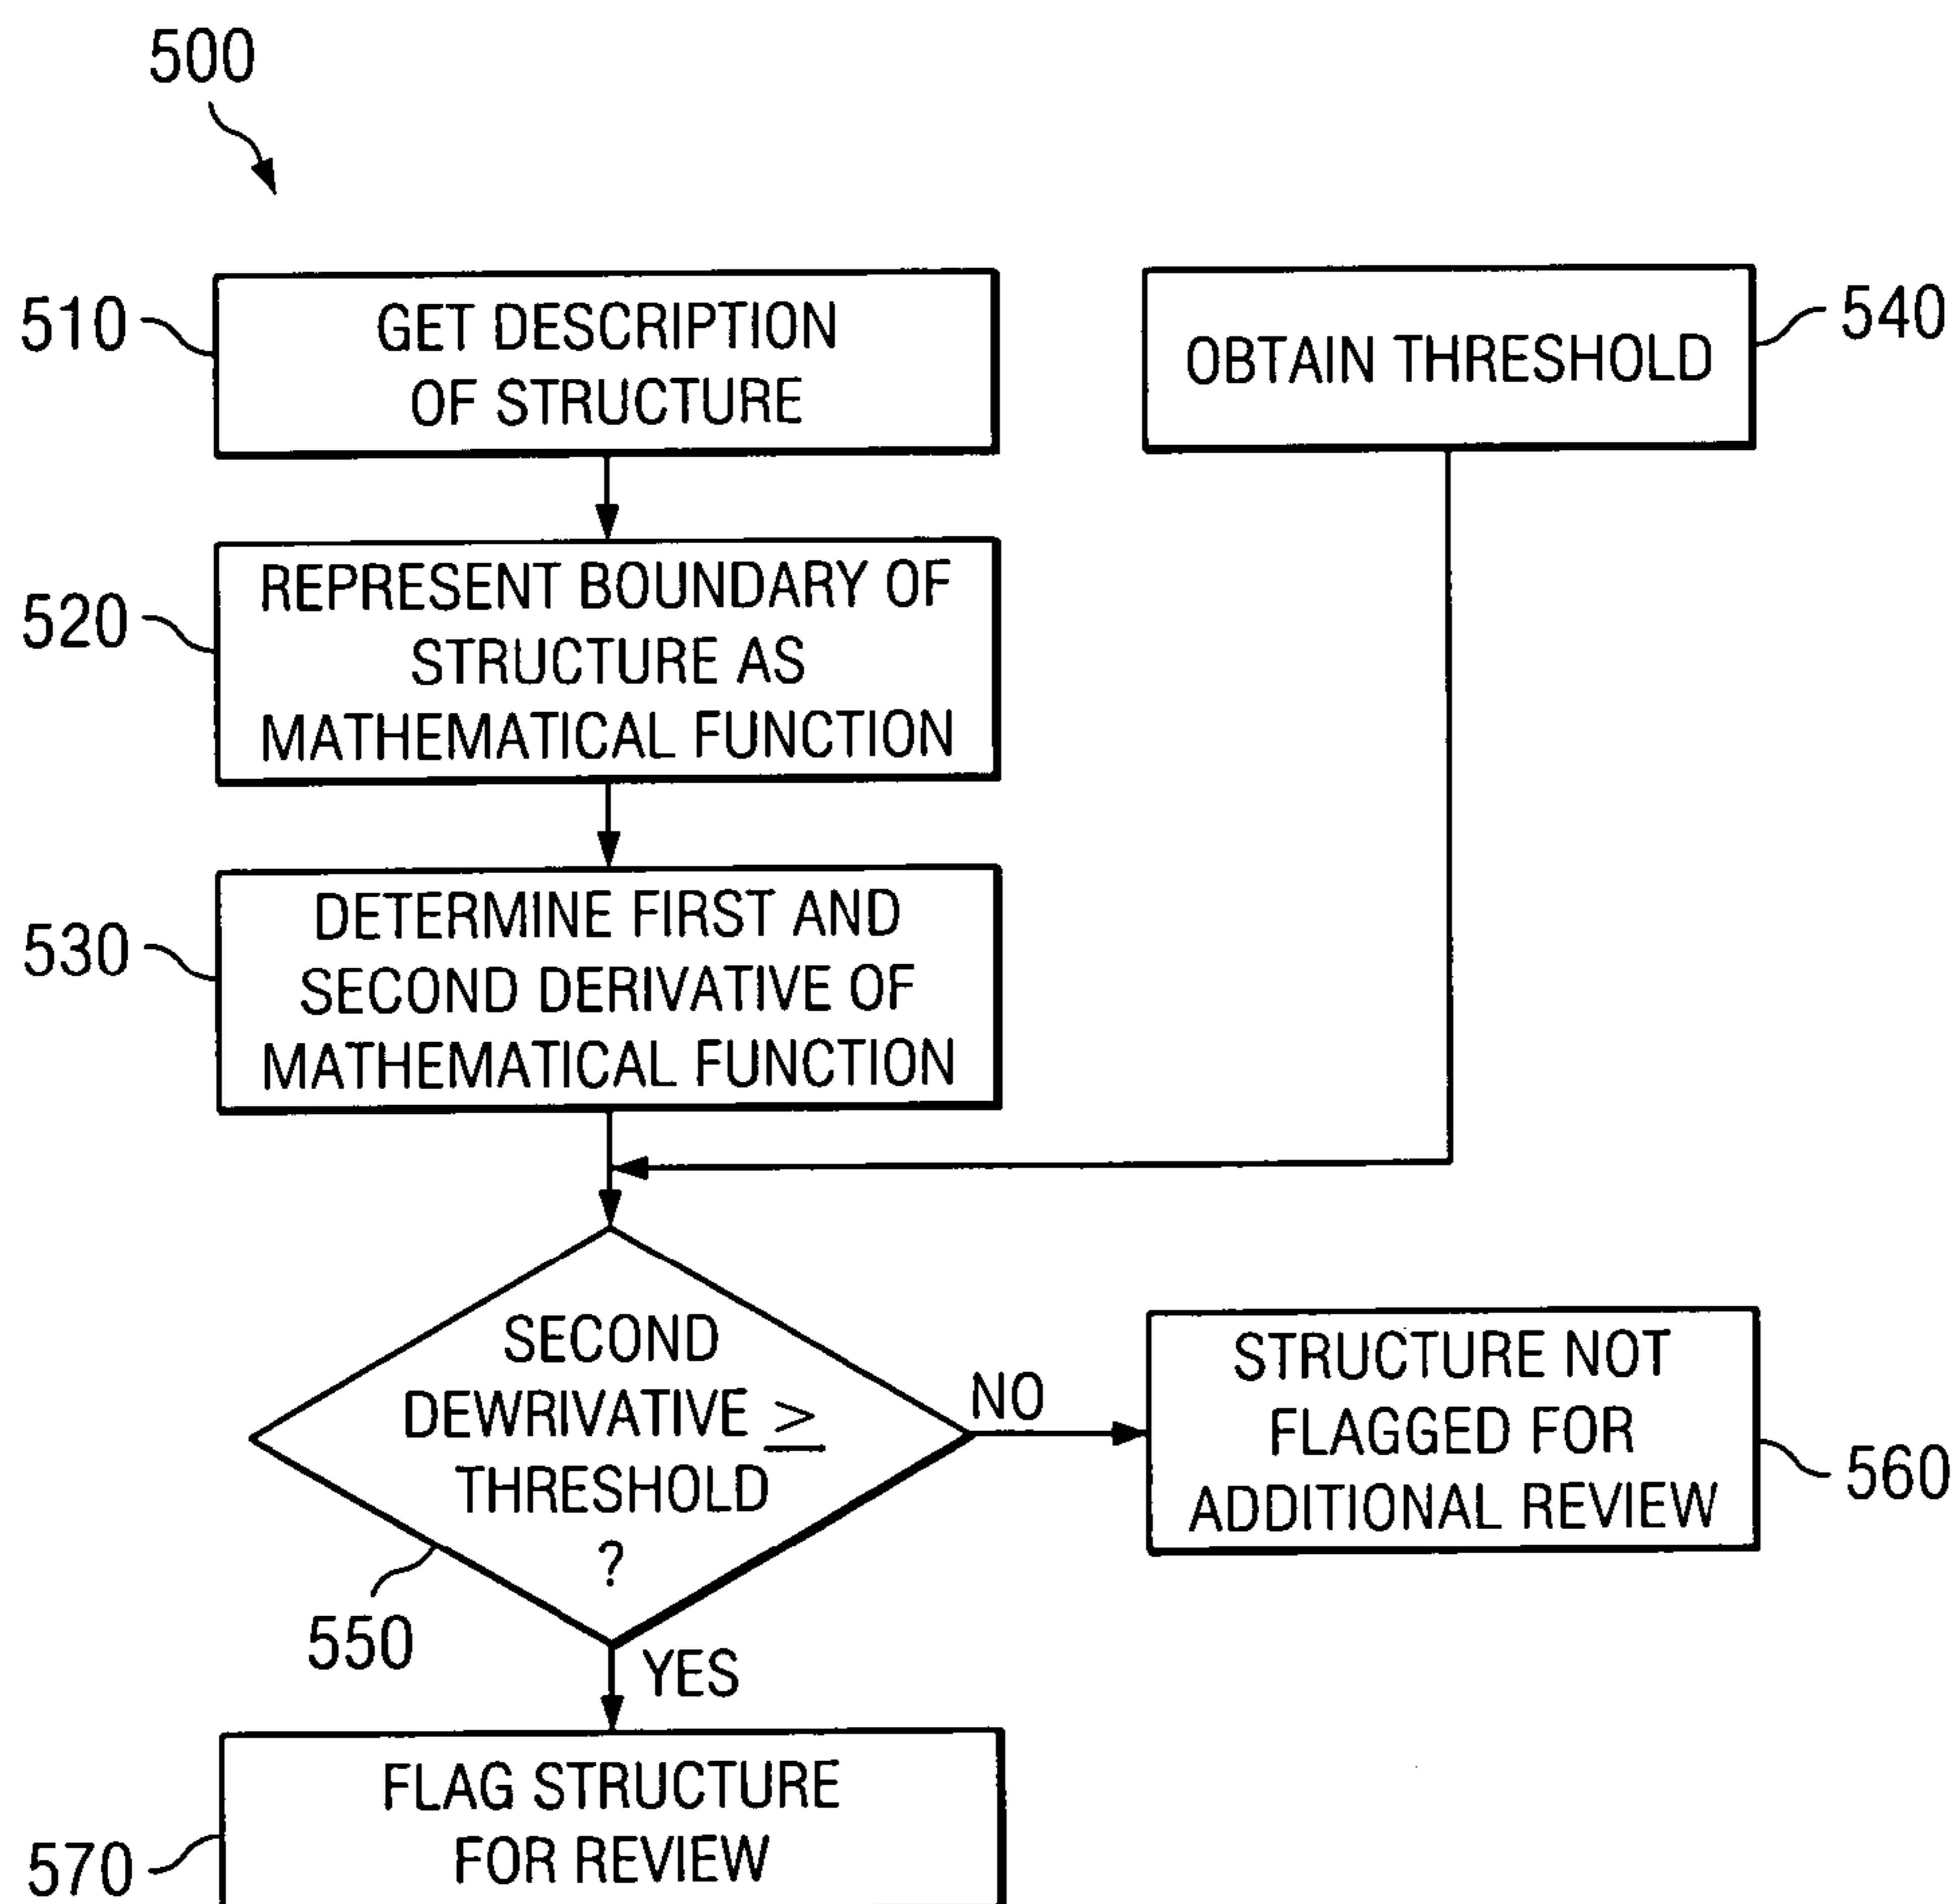 500
510
GET DESCRIPTION
OF STRUCTURE
OBTAIN THRESHOLD
540
520
REPRESENT BOUNDARY OF
STRUCTURE AS
MATHEMATICAL FUNCTION
530
DETERMINE FIRST AND
SECOND DERIVATIVE OF
MATHEMATICAL FUNCTION
SECOND
DEWRIVATIVE ≥
THRESHOLD
?
550
NO
STRUCTURE NOT
FLAGGED FOR
ADDITIONAL REVIEW
560
YES
570
FLAG STRUCTURE
FOR REVIEW